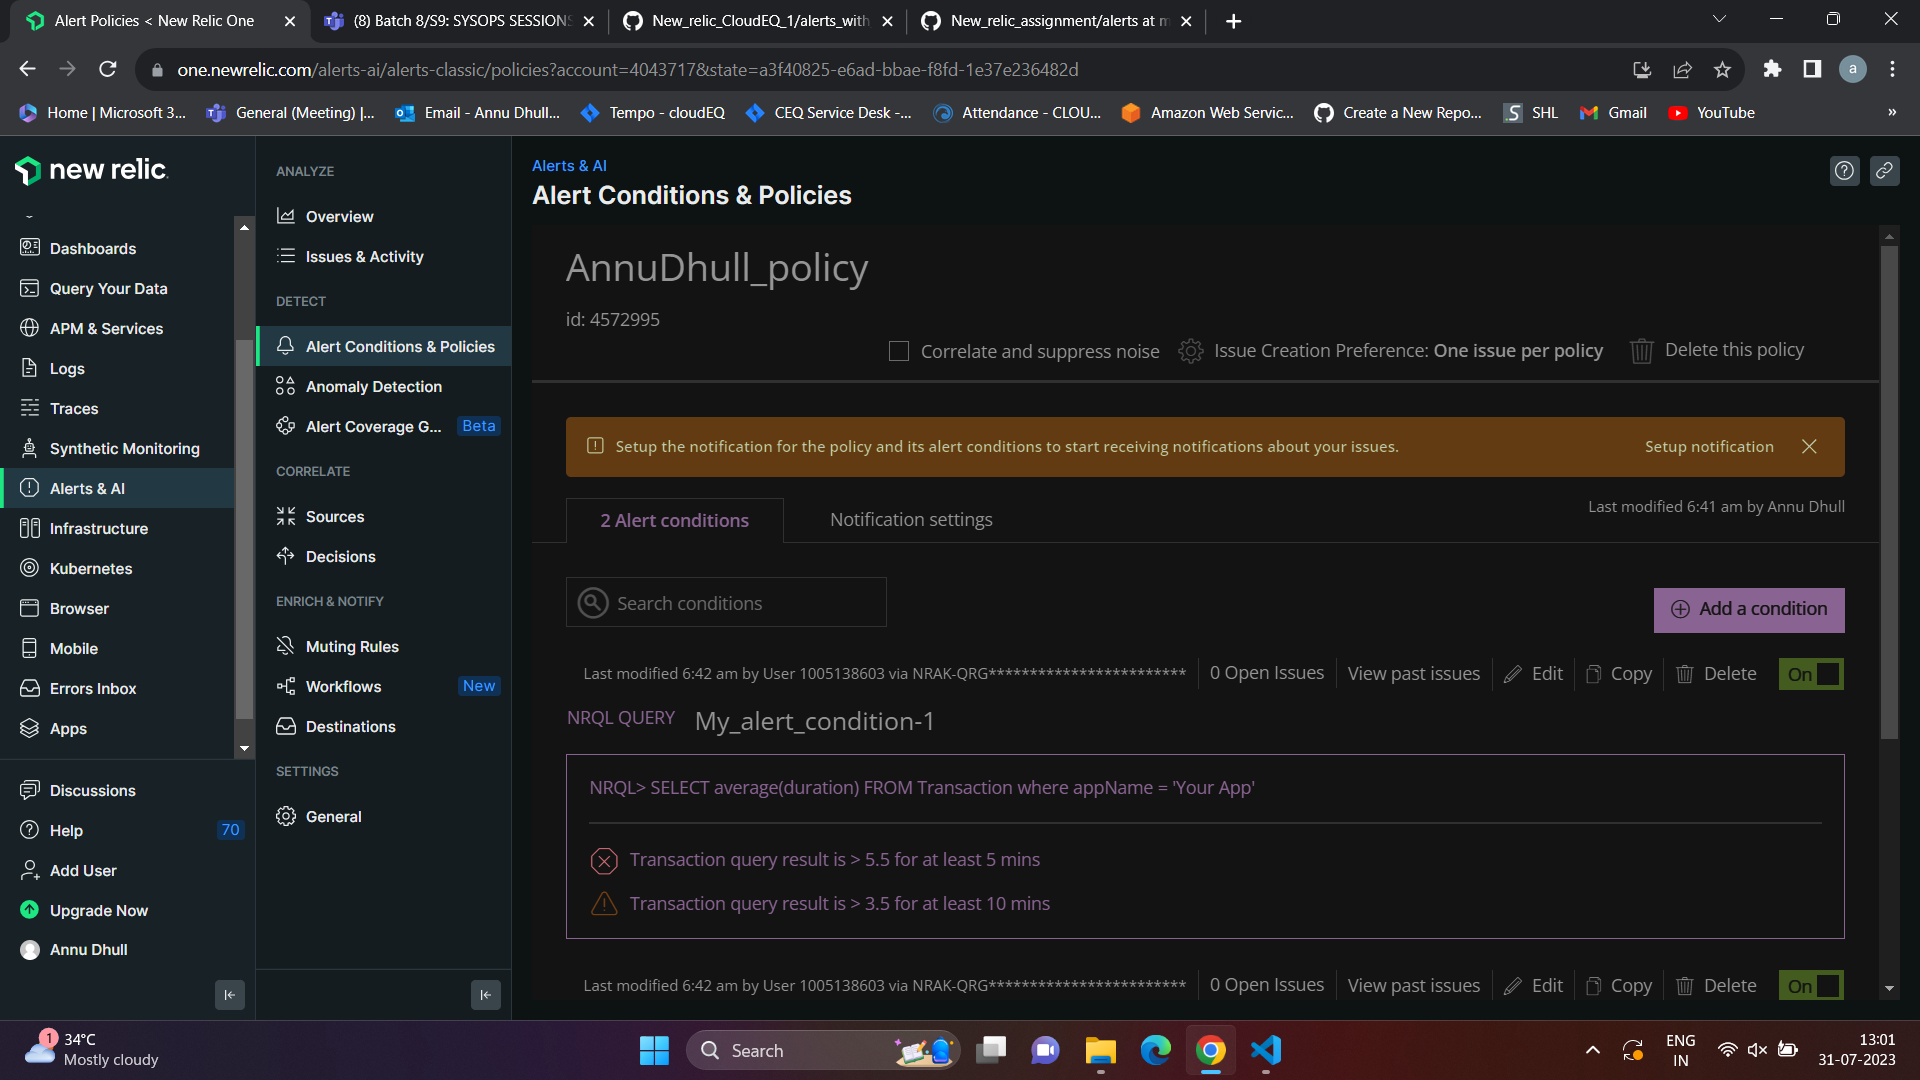 Alert Policies < New Relic One
(8) Batch 8/S9: SYSOPS SESSIONS
New_relic_CloudEQ_1/alerts_with
New_relic_assignment/alerts at m
one.newrelic.com/alerts-ai/alerts-classic/policies?account=4043717&state=a3f40825-e6ad-bbae-f8fd-1e37e236482d
a
Home | Microsoft 3...
General (Meeting) |...
Email - Annu Dhull...
Tempo - cloudEQ
CEQ Service Desk -...
Attendance - CLOU...
Amazon Web Servic...
Create a New Repo...
SHL
Gmail
YouTube
»
new relic.
Dashboards
Query Your Data
APM & Services
Logs
Traces
Synthetic Monitoring
Alerts & AI
Infrastructure
Kubernetes
Browser
Mobile
Errors Inbox
Apps
Discussions
Help 70
Add User
Upgrade Now
Annu Dhull
ANALYZE
Overview
Issues & Activity
DETECT
Alert Conditions & Policies
Anomaly Detection
Alert Coverage G... Beta
CORRELATE
Sources
Decisions
ENRICH & NOTIFY
Muting Rules
Workflows New
Destinations
SETTINGS
General
Alerts & AI
Alert Conditions & Policies
AnnuDhull_policy
id: 4572995
Correlate and suppress noise Issue Creation Preference: One issue per policy Delete this policy
Setup the notification for the policy and its alert conditions to start receiving notifications about your issues. Setup notification
2 Alert conditions Notification settings Last modified 6:41 am by Annu Dhull
Search conditions
Add a condition
Last modified 6:42 am by User 1005138603 via NRAK-QRG************************ 0 Open Issues View past issues Edit Copy Delete On
NRQL QUERY My_alert_condition-1
NRQL> SELECT average(duration) FROM Transaction where appName = 'Your App'
Transaction query result is > 5.5 for at least 5 mins
Transaction query result is > 3.5 for at least 10 mins
Last modified 6:42 am by User 1005138603 via NRAK-QRG************************ 0 Open Issues View past issues Edit Copy Delete On
1
34°C
Mostly cloudy
Search
ENG
IN
13:01
31-07-2023